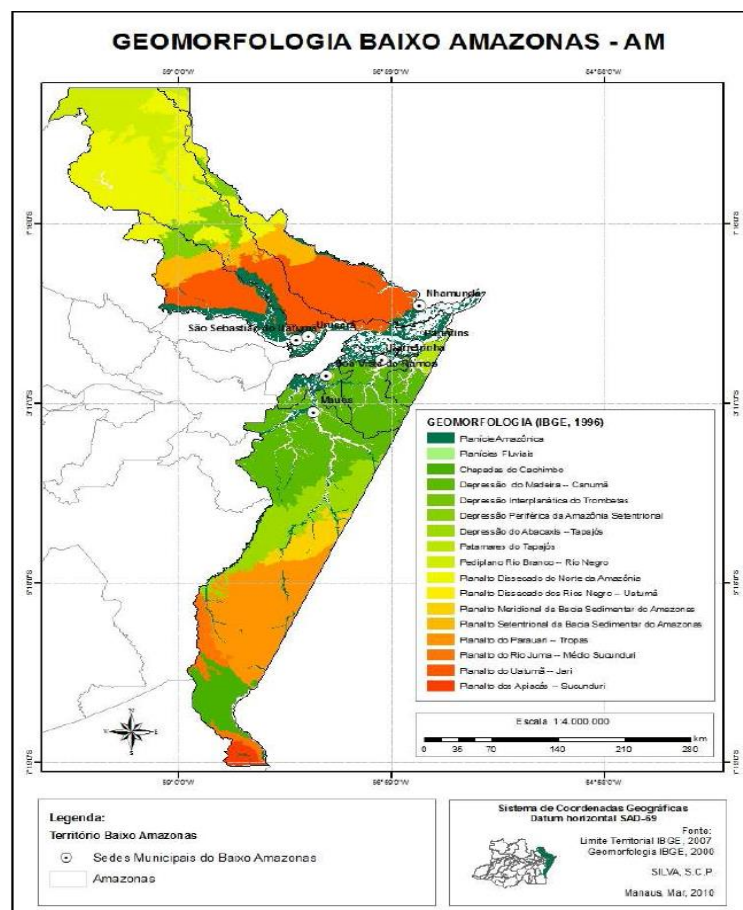 GEOMORFOLOGIA BAIXO AMAZONAS - AM
Nhamundá
São Sebastião do Uatumã
Urucará
Parintins
Boa Vista do Ramos
Maués
GEOMORFOLOGIA (IBGE, 1996)
Planície Amazônica
Planícies Fluviais
Chapadas do Cachimbo
Depressão do Madeira – Canumã
Depressão Interplanática do Trombetas
Depressão Periférica da Amazônia Setentrional
Depressão do Abacaxis – Tapajós
Patamares do Tapajós
Pediplano Rio Branco – Rio Negro
Planalto Dissecado do Norte da Amazônia
Planalto Dissecado dos Rios Negro – Uatumã
Planalto Meridional da Bacia Sedimentar do Amazonas
Planalto Setentrional da Bacia Sedimentar do Amazonas
Planalto do Parauari – Tropas
Planalto do Rio Juma – Médio Sucunduri
Planalto do Uatumã – Jari
Planalto dos Apiacás – Sucunduri
Escala 1:4.000.000
km
0 35 70 140 210 280
Legenda:
Território Baixo Amazonas
Sedes Municipais do Baixo Amazonas
Amazonas
Sistema de Coordenadas Geográficas
Datum horizontal SAD-69
Fonte:
Limite Territorial IBGE, 2007
Geomorfologia IBGE, 2000
SILVA, S.C.P.
Manaus, Mar, 2010